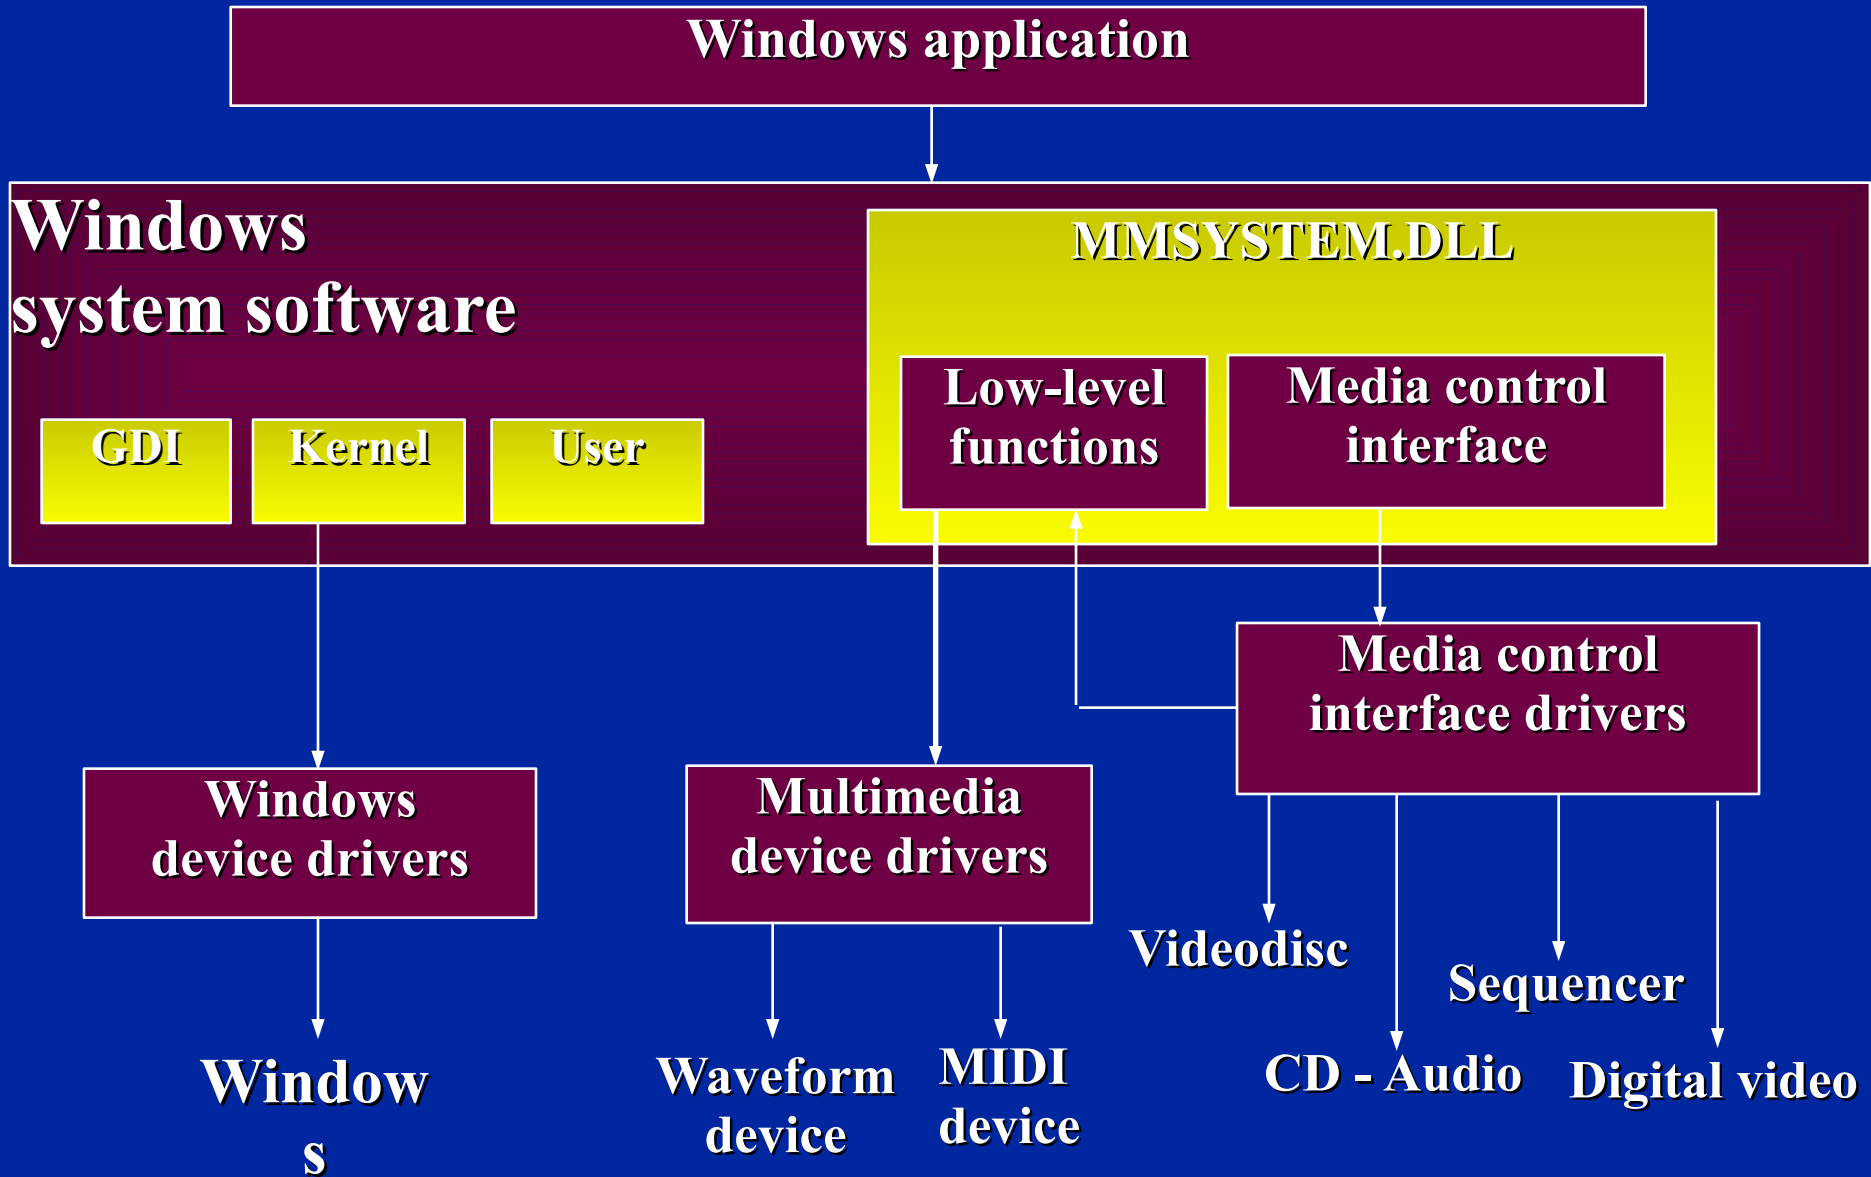 Windows application
Windows
system software
MMSYSTEM.DLL
Low-level
functions
Media control
interface
GDI
Kernel
User
Media control
interface drivers
Windows
device drivers
Multimedia
device drivers
Videodisc
Sequencer
Window
s
Waveform
device
MIDI
device
CD - Audio
Digital video